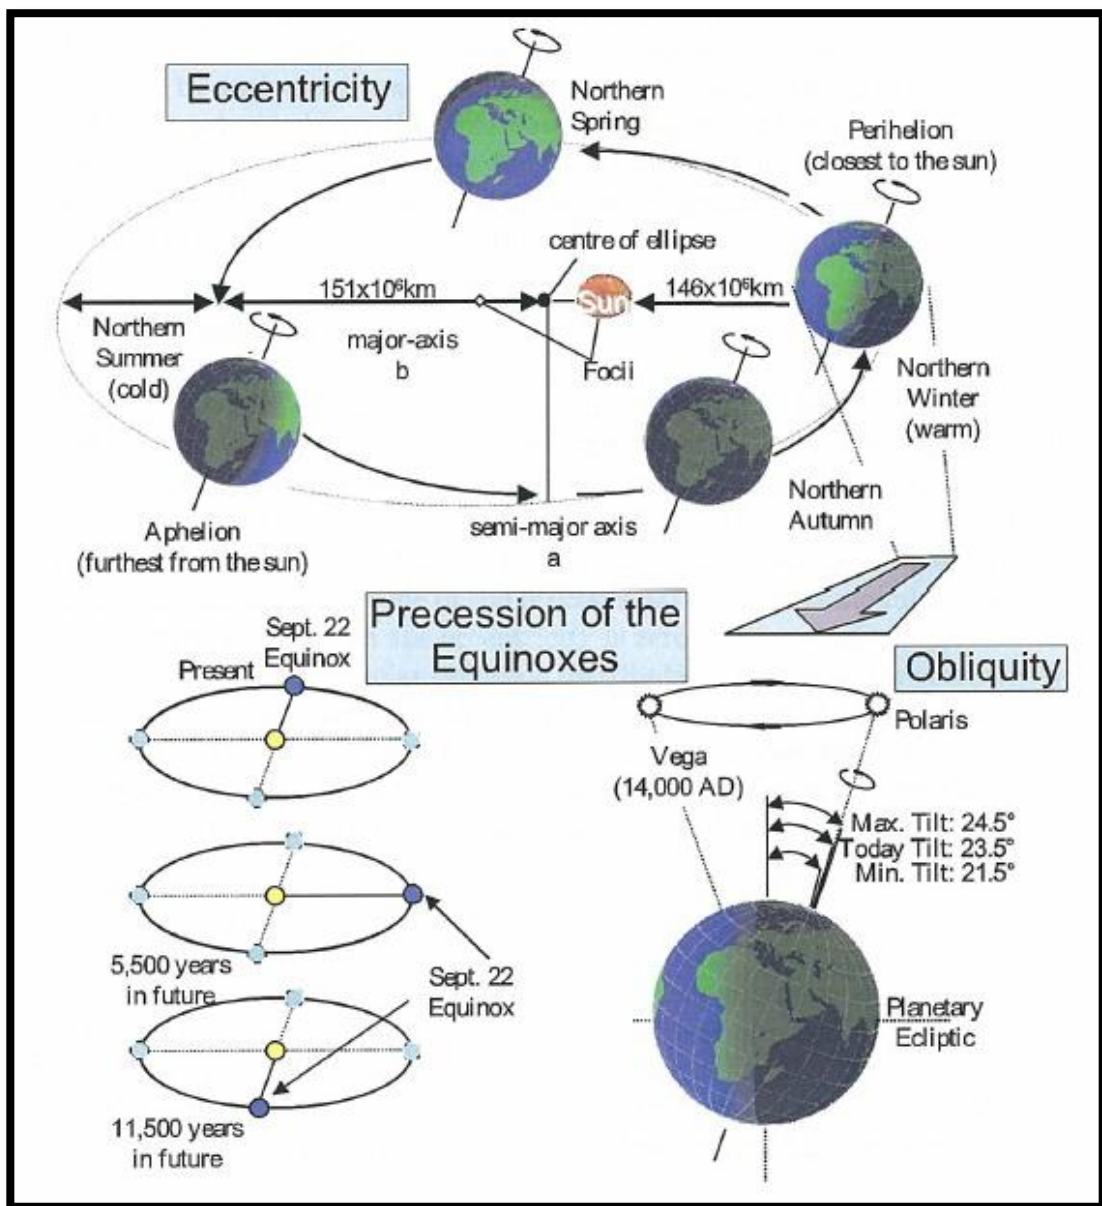 Eccentricity
Northern
Spring
Perihelion
(closest to the sun)
centre of ellipse
151x10⁶km
Sun
146x10⁶km
Northern
Summer
(cold)
major-axis
b
Focii
Northern
Winter
(warm)
Northern
Autumn
Aphelion
(furthest from the sun)
semi-major axis
a
Precession of the
Equinoxes
Sept. 22
Equinox
Present
5,500 years
in future
Sept. 22
Equinox
11,500 years
in future
Obliquity
Polaris
Vega
(14,000 AD)
Max. Tilt: 24.5°
Today Tilt: 23.5°
Min. Tilt: 21.5°
Planetary
Ecliptic